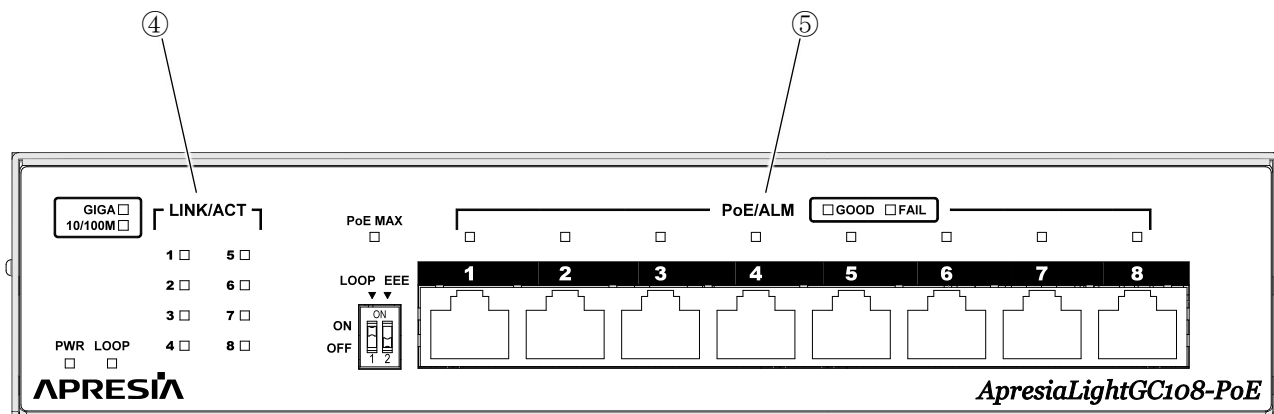 ④ ⑤
GIGA
10/100M
LINK/ACT
1 5
2 6
3 7
4 8
PWR LOOP
PoE MAX
PoE/ALM GOOD FAIL
LOOP EEE
ON
ON
OFF
1 2
1 2 3 4 5 6 7 8
APRESIA
ApresiaLightGC108-PoE